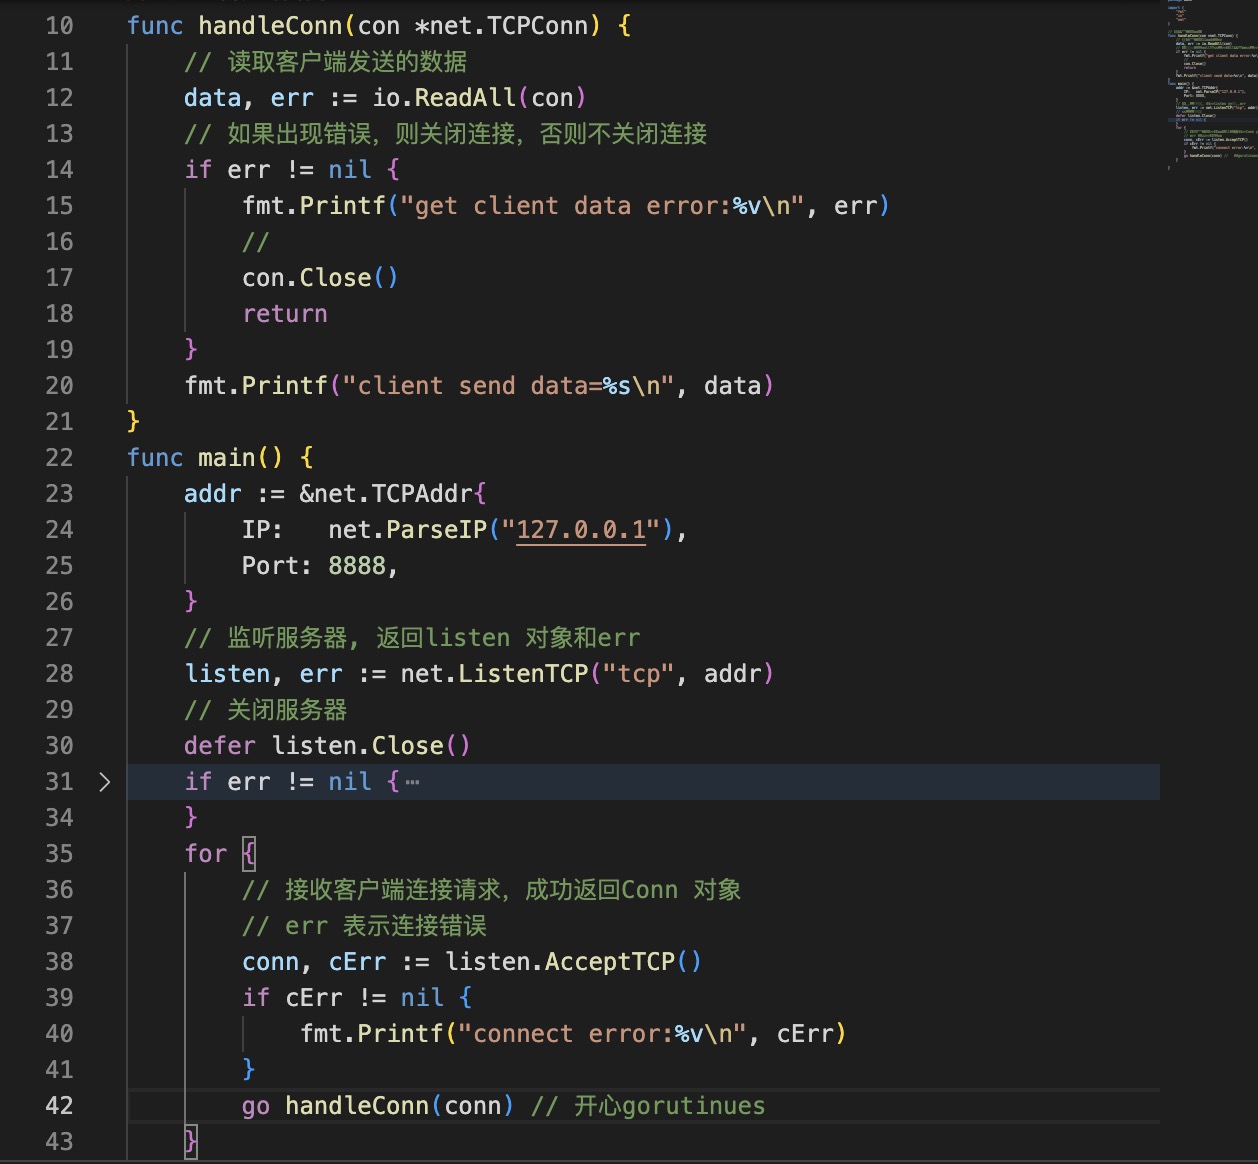 10 func handleConn(con *net.TCPConn) {
11 // 读取客户端发送的数据
12 data, err := io.ReadAll(con)
13 // 如果出现错误，则关闭连接，否则不关闭连接
14 if err != nil {
15 fmt.Printf("get client data error:%v\n", err)
16 //
17 con.Close()
18 return
19 }
20 fmt.Printf("client send data=%s\n", data)
21 }
22 func main() {
23 addr := &net.TCPAddr{
24 IP:   net.ParseIP("127.0.0.1"),
25 Port: 8888,
26 }
27 // 监听服务器, 返回listen 对象和err
28 listen, err := net.ListenTCP("tcp", addr)
29 // 关闭服务器
30 defer listen.Close()
31 if err != nil {⋯
34 }
35 for {
36 // 接收客户端连接请求，成功返回Conn 对象
37 // err 表示连接错误
38 conn, cErr := listen.AcceptTCP()
39 if cErr != nil {
40 fmt.Printf("connect error:%v\n", cErr)
41 }
42 go handleConn(conn) // 开心gorutinues
43 }